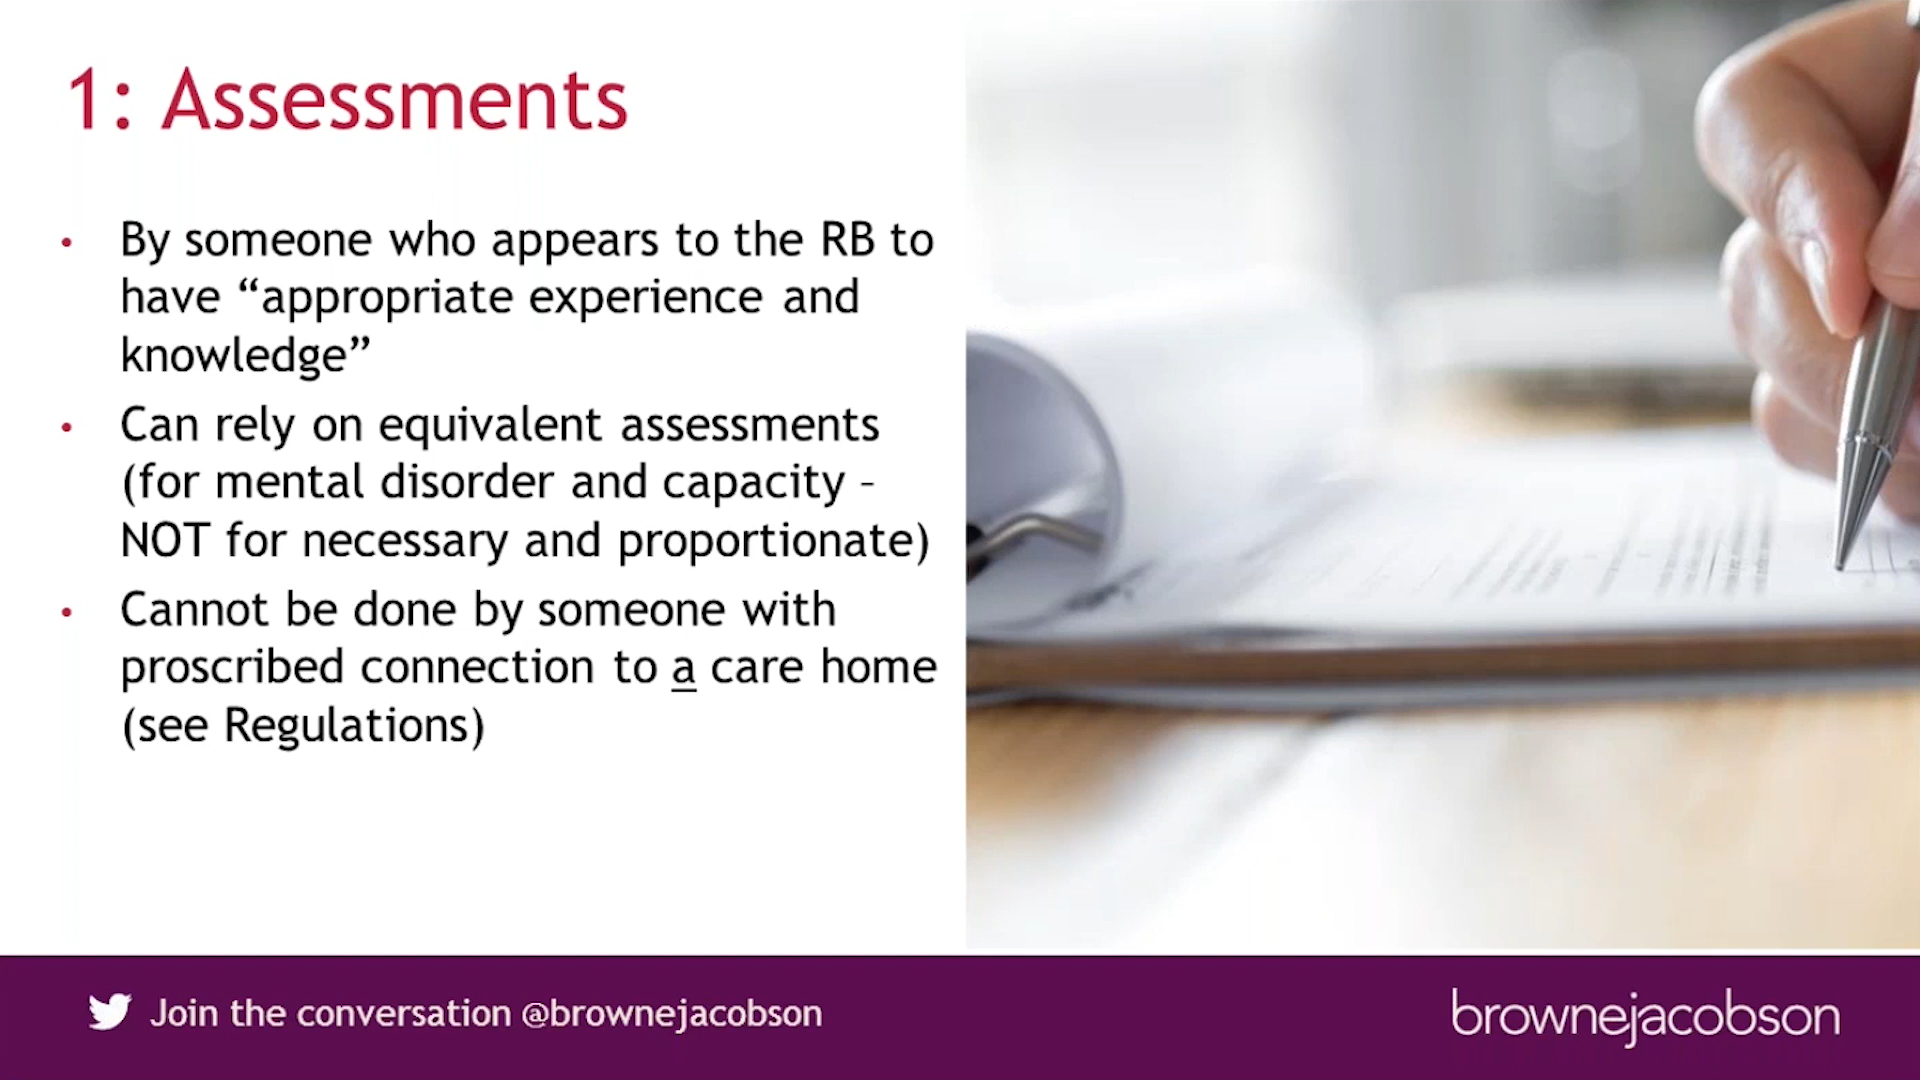 1: Assessments
• By someone who appears to the RB to
have “appropriate experience and
knowledge”
• Can rely on equivalent assessments
(for mental disorder and capacity –
NOT for necessary and proportionate)
• Cannot be done by someone with
proscribed connection to a care home
(see Regulations)
Join the conversation @brownejacobson
brownejacobson